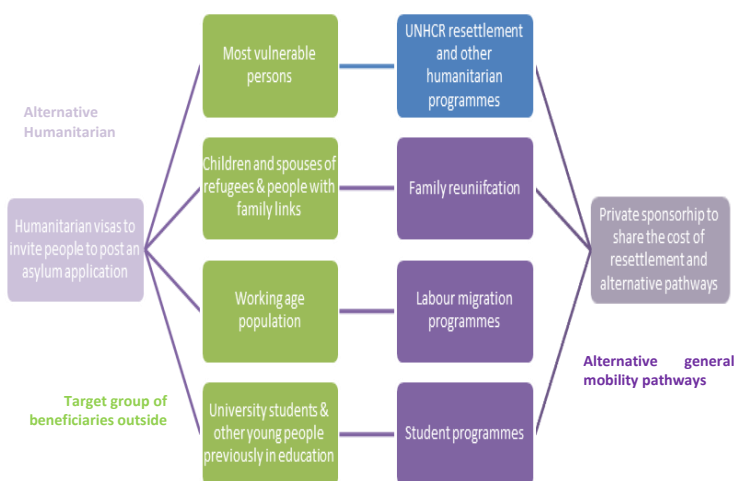 Most vulnerable
persons
UNHCR resettlement
and other
humanitarian
programmes
Alternative
Humanitarian
Children and spouses of
refugees & people with
family links
Family reuniifcation
Humanitarian visas to
invite people to post an
asylum application
Private sponsorhip to
share the cost of
resettlement and
alternative pathways
Working age
population
Labour migration
programmes
Alternative general
mobility pathways
Target group of
beneficiaries outside
University students &
other young people
previously in education
Student programmes